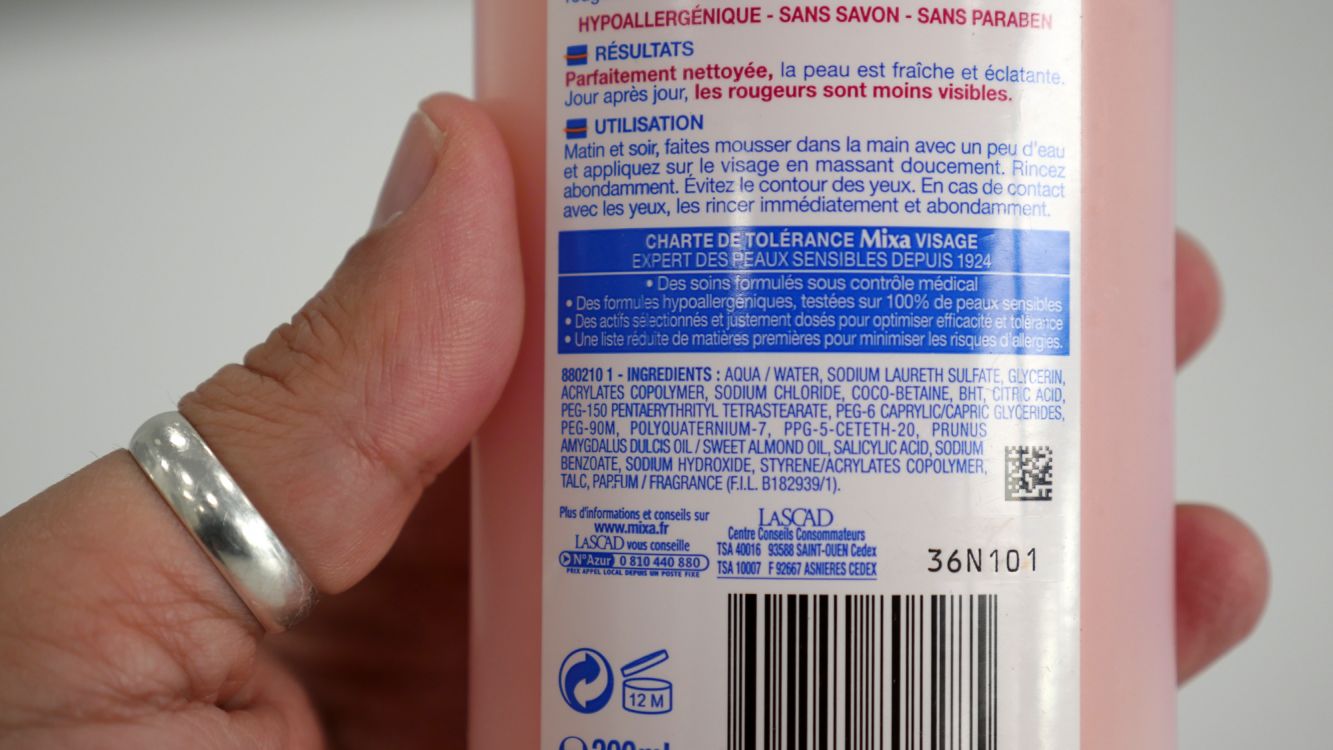 HYPOALLERGÉNIQUE - SANS SAVON - SANS PARABEN
RÉSULTATS
Parfaitement nettoyée, la peau est fraîche et éclatante.
Jour après jour, les rougeurs sont moins visibles.
UTILISATION
Matin et soir, faites mousser dans la main avec un peu d'eau
et appliquez sur le visage en massant doucement. Rincez
abondamment. Évitez le contour des yeux. En cas de contact
avec les yeux, les rincer immédiatement et abondamment.
CHARTE DE TOLÉRANCE Mixa VISAGE
EXPERT DES PEAUX SENSIBLES DEPUIS 1924
• Des soins formulés sous contrôle médical
• Des formules hypoallergéniques, testées sur 100% de peaux sensibles
• Des actifs sélectionnés et justement dosés pour optimiser efficacité et tolérance
• Une liste réduite de matières premières pour minimiser les risques d'allergies.
880210 1 - INGREDIENTS : AQUA / WATER, SODIUM LAURETH SULFATE, GLYCERIN,
ACRYLATES COPOLYMER, SODIUM CHLORIDE, COCO-BETAINE, BHT, CITRIC ACID,
PEG-150 PENTAERYTHRITYL TETRASTEARATE, PEG-6 CAPRYLIC/CAPRIC GLYCERIDES,
PEG-90M, POLYQUATERNIUM-7, PPG-5-CETETH-20, PRUNUS
AMYGDALUS DULCIS OIL / SWEET ALMOND OIL, SALICYLIC ACID, SODIUM
BENZOATE, SODIUM HYDROXIDE, STYRENE/ACRYLATES COPOLYMER,
TALC, PARFUM / FRAGRANCE (F.I.L. B182939/1).
Plus d'informations et conseils sur
www.mixa.fr
LASCAD vous conseille
N°Azur 0 810 440 880
PRIX APPEL LOCAL DEPUIS UN POSTE FIXE
LASCAD
Centre Conseils Consommateurs
TSA 40016 93588 SAINT-OUEN Cedex
TSA 10007 F 92667 ASNIERES CEDEX
36N101
12 M
200ml